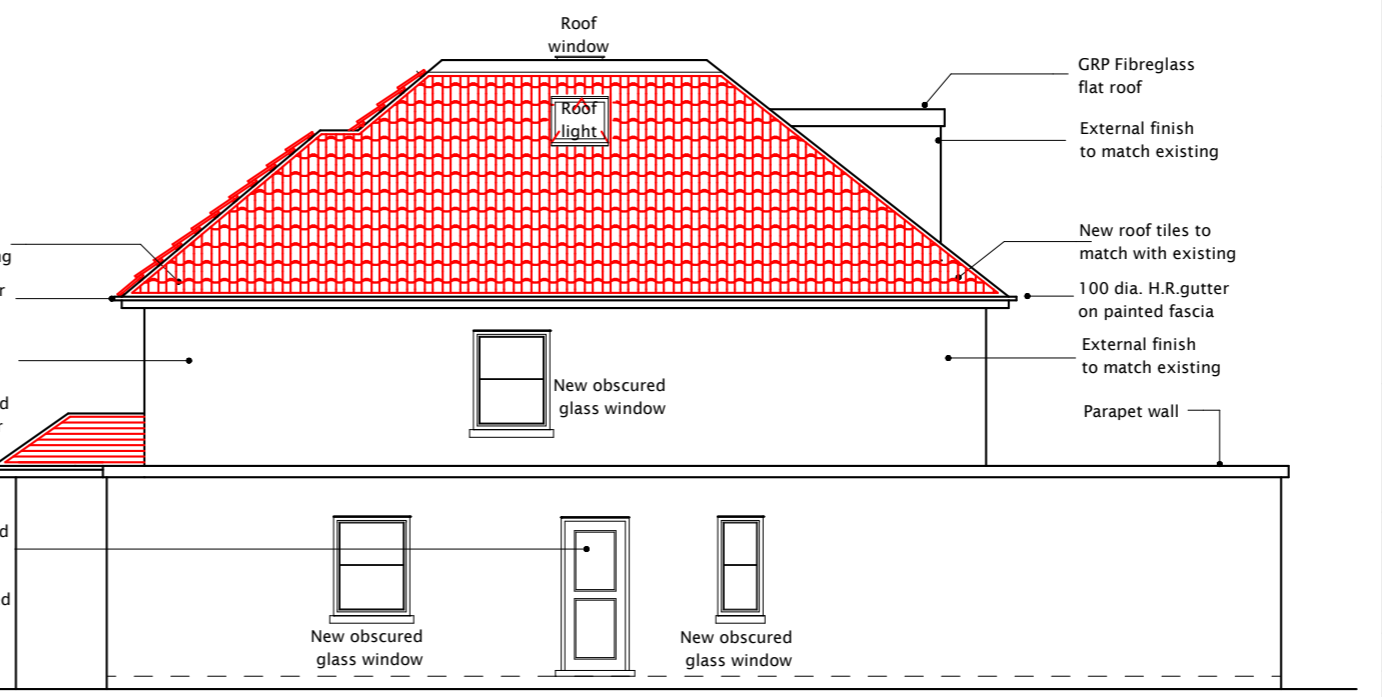 Roof
window
GRP Fibreglass
flat roof
Roof
light
External finish
to match existing
New roof tiles to
match with existing
100 dia. H.R.gutter
on painted fascia
External finish
to match existing
New obscured
glass window
Parapet wall
New obscured
glass window
New obscured
glass window